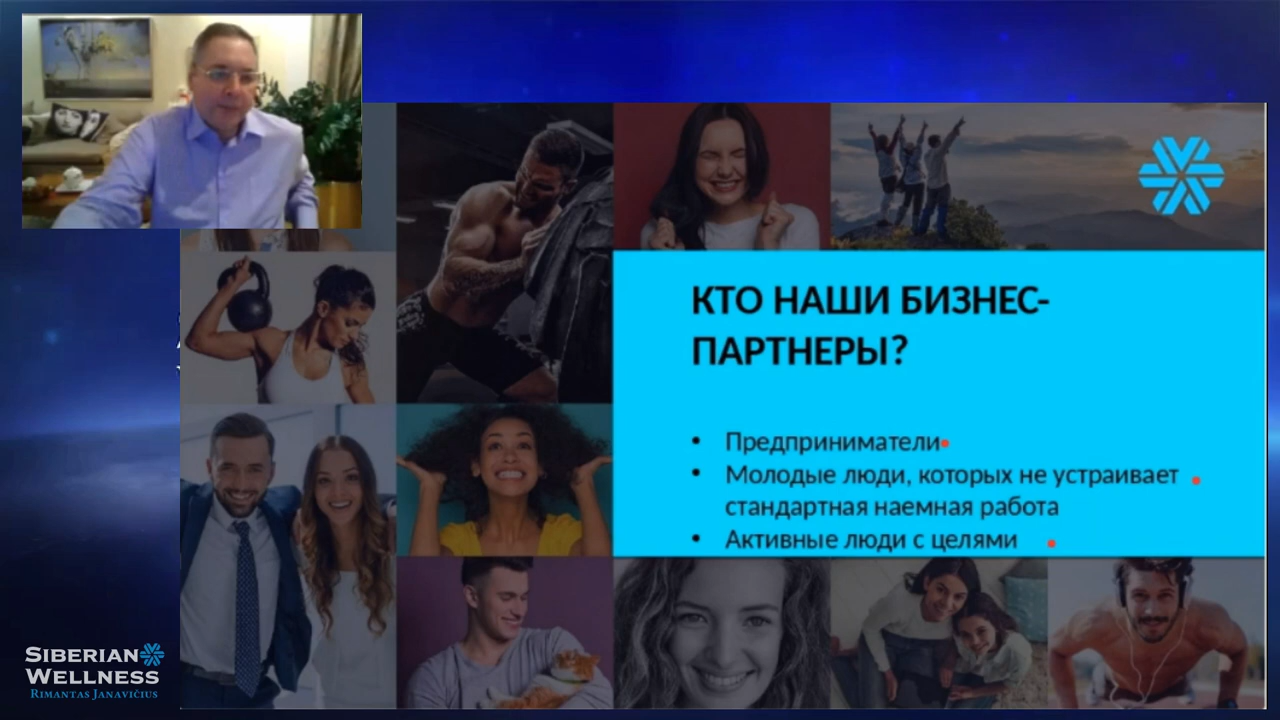 КТО НАШИ БИЗНЕС-
ПАРТНЕРЫ?
• Предприниматели
• Молодые люди, которых не устраивает
стандартная наемная работа
• Активные люди с целями
SIBERIAN
WELLNESS
RIMANTAS JANAVIČIUS